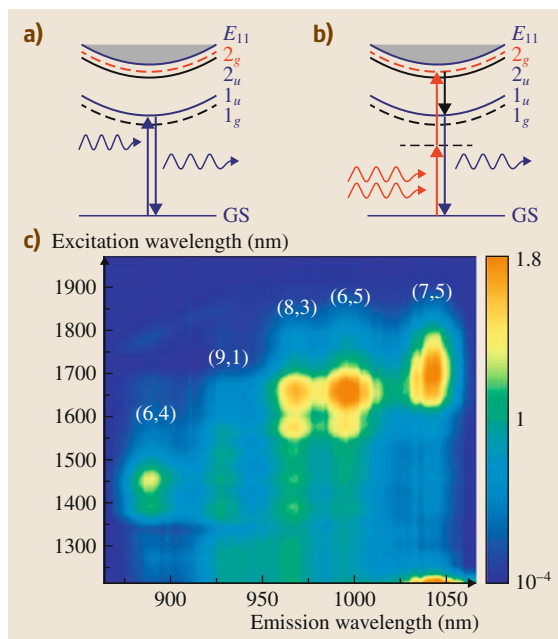 a)
E11
2g
2u
1u
1g
GS
b)
E11
2g
2u
1u
1g
GS
c) Excitation wavelength (nm)
1900
1800
1700
1600
1500
1400
1300
(6,4)
(9,1)
(8,3)
(6,5)
(7,5)
900
950
1000
1050
Emission wavelength (nm)
1.8
1
10−4